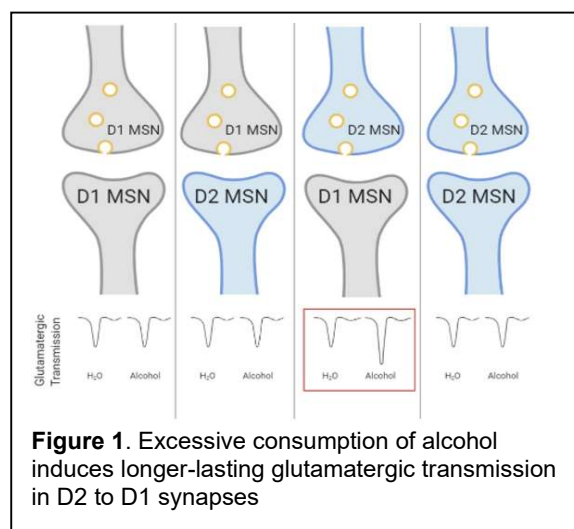 D1 MSN
D1 MSN
D2 MSN
D2 MSN
D1 MSN
D2 MSN
D1 MSN
D2 MSN
Glutamatergic
Transmission
H₂O Alcohol H₂O Alcohol H₂O Alcohol H₂O Alcohol
Figure 1. Excessive consumption of alcohol
induces longer-lasting glutamatergic transmission
in D2 to D1 synapses